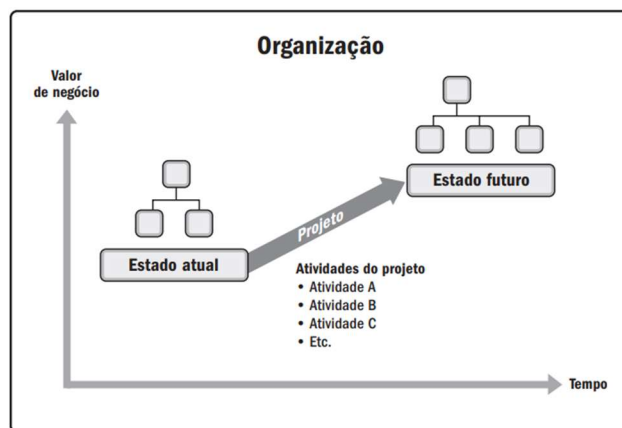 Organização
Valor
de negócio
Estado futuro
Projeto
Estado atual
Atividades do projeto
• Atividade A
• Atividade B
• Atividade C
• Etc.
Tempo